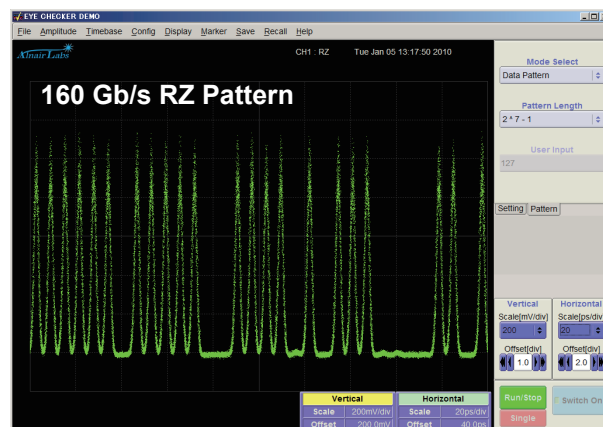 EYE CHECKER DEMO
File Amplitude Timebase Config Display Marker Save Recall Help
Alnair Labs
CH1 : RZ Tue Jan 05 13:17:50 2010
160 Gb/s RZ Pattern
Mode Select
Data Pattern
Pattern Length
2 ^ 7 - 1
User Input
127
Setting Pattern
Vertical Horizontal
Scale[mV/div] Scale[ps/div]
200 20
Offset[div] Offset[div]
1.0 2.0
Run/Stop Switch On
Single
Vertical Horizontal
Scale 200mV/div Scale 20ps/div
Offset 200.0mV Offset 40.0ps